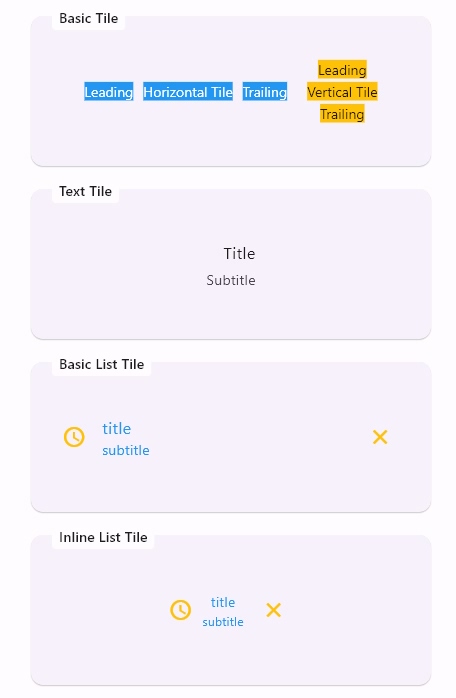 Basic Tile
Leading
Leading Horizontal Tile Trailing Vertical Tile
Trailing
Text Tile
Title
Subtitle
Basic List Tile
title
subtitle
Inline List Tile
title
subtitle